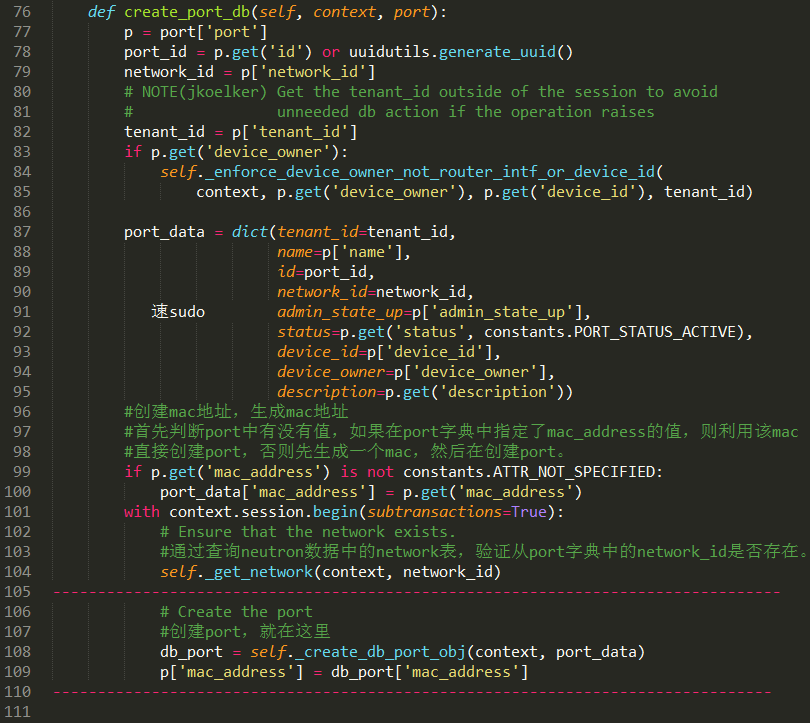 76 def create_port_db(self, context, port):
77 p = port['port']
78 port_id = p.get('id') or uuidutils.generate_uuid()
79 network_id = p['network_id']
80 # NOTE(jkoelker) Get the tenant_id outside of the session to avoid
81 # unneeded db action if the operation raises
82 tenant_id = p['tenant_id']
83 if p.get('device_owner'):
84 self._enforce_device_owner_not_router_intf_or_device_id(
85 context, p.get('device_owner'), p.get('device_id'), tenant_id)
86
87 port_data = dict(tenant_id=tenant_id,
88 name=p['name'],
89 id=port_id,
90 network_id=network_id,
91 速sudo admin_state_up=p['admin_state_up'],
92 status=p.get('status', constants.PORT_STATUS_ACTIVE),
93 device_id=p['device_id'],
94 device_owner=p['device_owner'],
95 description=p.get('description'))
96 #创建mac地址，生成mac地址
97 #首先判断port中有没有值，如果在port字典中指定了mac_address的值，则利用该mac
98 #直接创建port，否则先生成一个mac，然后在创建port。
99 if p.get('mac_address') is not constants.ATTR_NOT_SPECIFIED:
100 port_data['mac_address'] = p.get('mac_address')
101 with context.session.begin(subtransactions=True):
102 # Ensure that the network exists.
103 #通过查询neutron数据中的network表，验证从port字典中的network_id是否存在。
104 self._get_network(context, network_id)
105 --------------------------------------------------------------------------------
106 # Create the port
107 #创建port，就在这里
108 db_port = self._create_db_port_obj(context, port_data)
109 p['mac_address'] = db_port['mac_address']
110 -------------------------------------------------------------------------------
111